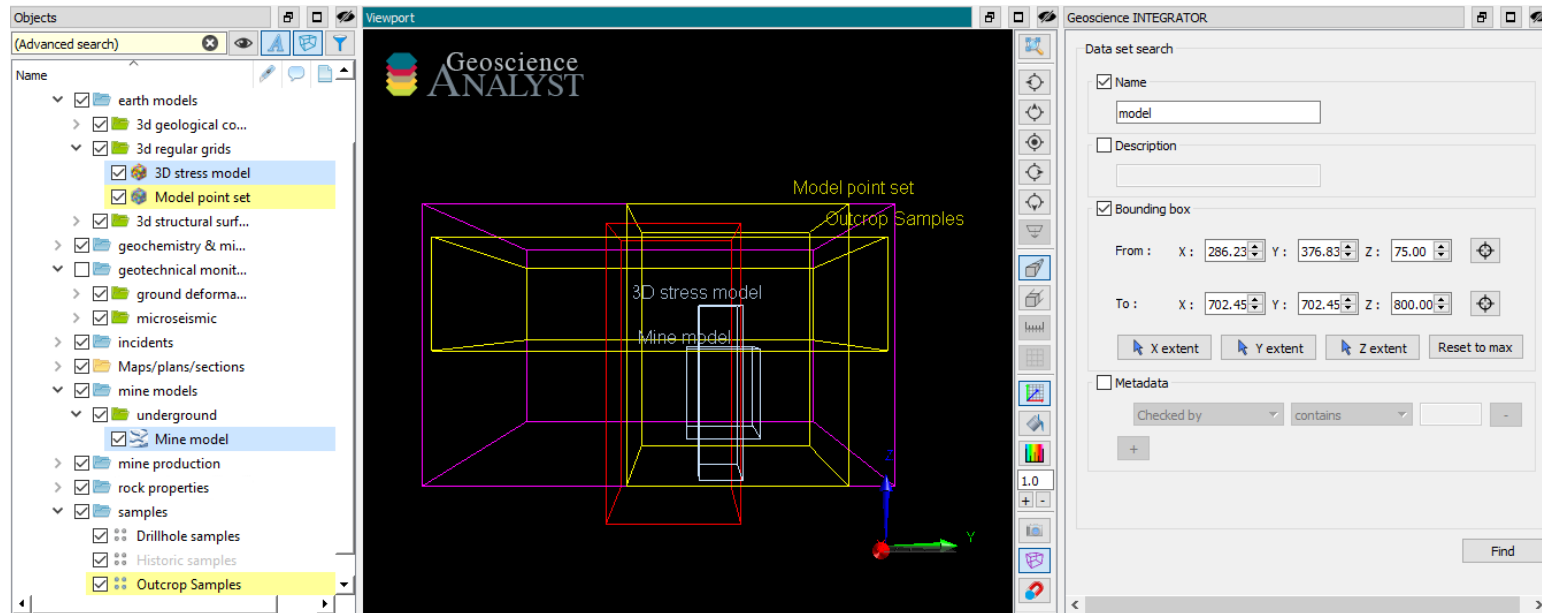 Objects
(Advanced search)
Name
earth models
3d geological co...
3d regular grids
3D stress model
Model point set
3d structural surf...
geochemistry & mi...
geotechnical monit...
ground deforma...
microseismic
incidents
Maps/plans/sections
mine models
underground
Mine model
mine production
rock properties
samples
Drillhole samples
Historic samples
Outcrop Samples
Viewport
Geoscience
ANALYST
Model point set
Outcrop Samples
3D stress model
Mine model
Z
Y
1.0
+ -
Geoscience INTEGRATOR
Data set search
Name
model
Description
Bounding box
From : X : 286.23 Y : 376.83 Z : 75.00
To : X : 702.45 Y : 702.45 Z : 800.00
X extent Y extent Z extent Reset to max
Metadata
Checked by contains -
+
Find